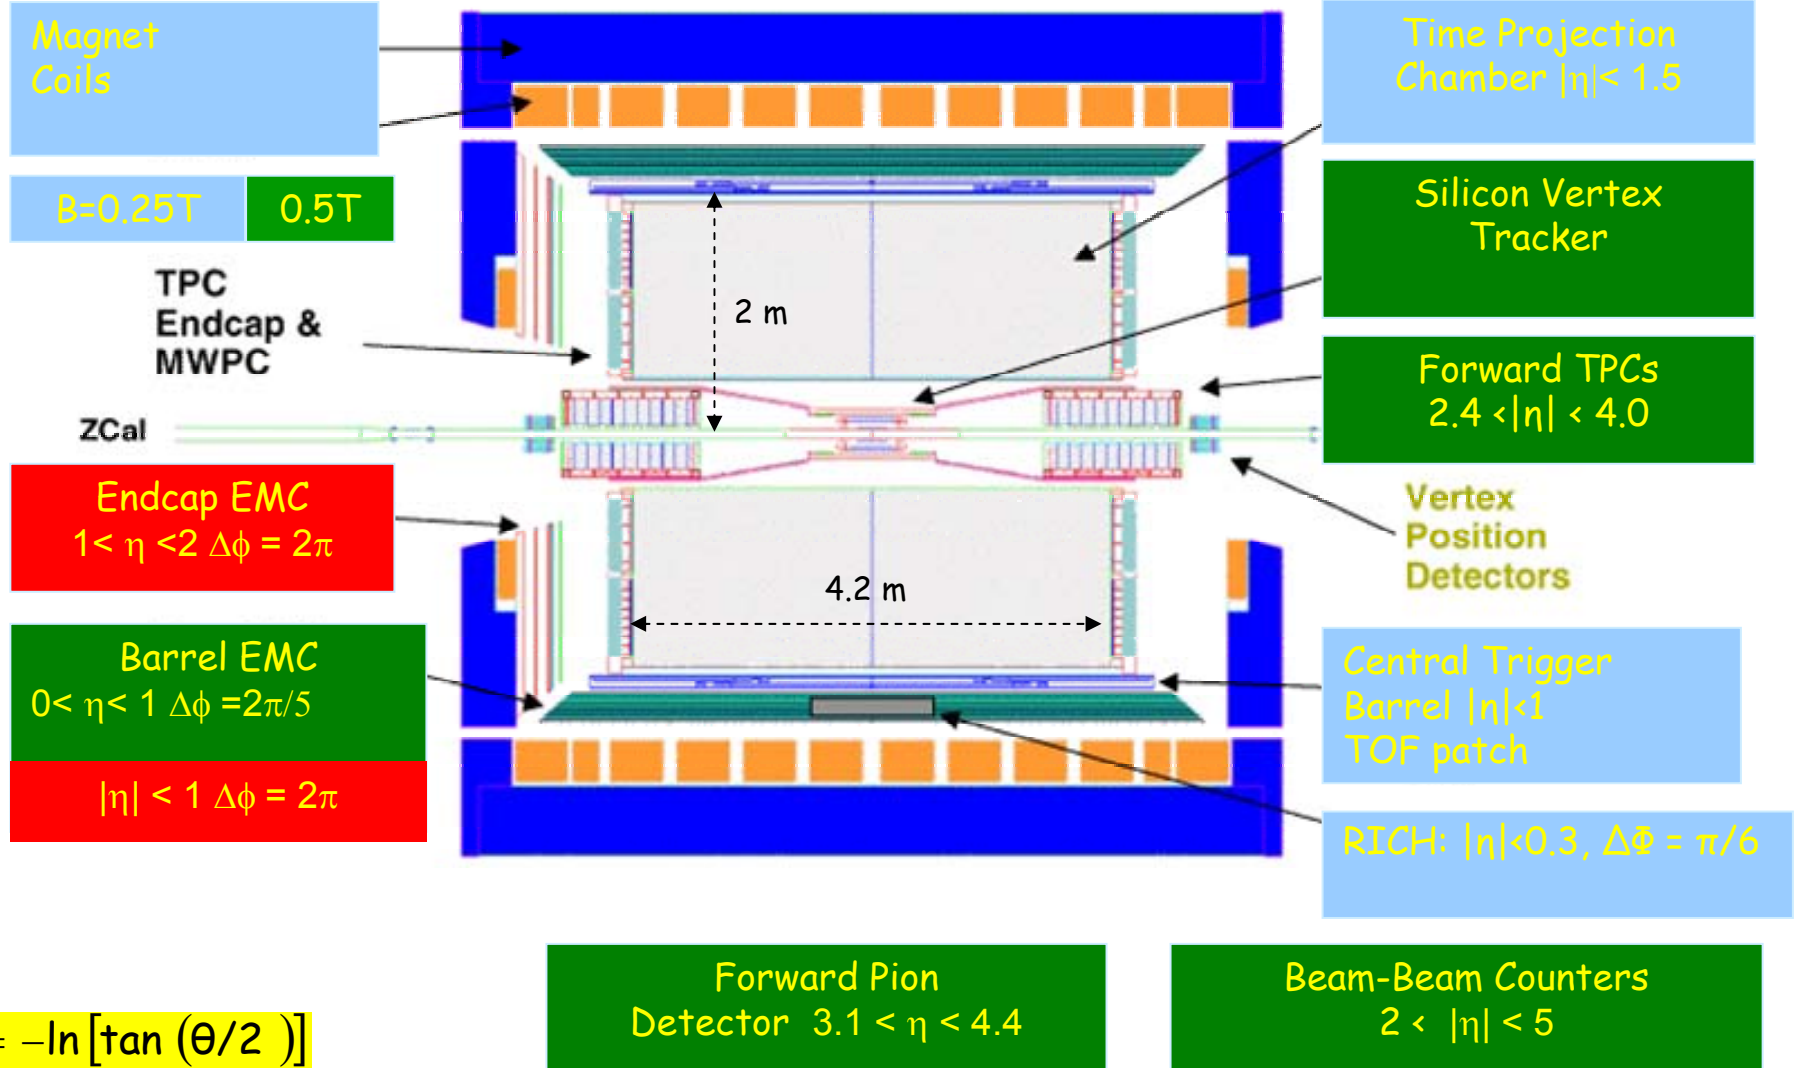 Magnet
Coils
Time Projection
Chamber |η|< 1.5
B=0.25T
0.5T
Silicon Vertex
Tracker
TPC
Endcap &
MWPC
2 m
Forward TPCs
2.4 <|η| < 4.0
ZCal
Endcap EMC
1< η <2 Δϕ = 2π
Vertex
Position
Detectors
4.2 m
Barrel EMC
0< η< 1 Δϕ =2π/5
|η| < 1 Δϕ = 2π
Central Trigger
Barrel |η|<1
TOF patch
RICH: |η|<0.3, ΔΦ = π/6
Forward Pion
Detector 3.1 < η < 4.4
Beam-Beam Counters
2 < |η| < 5
= −ln[tan (θ/2 )]